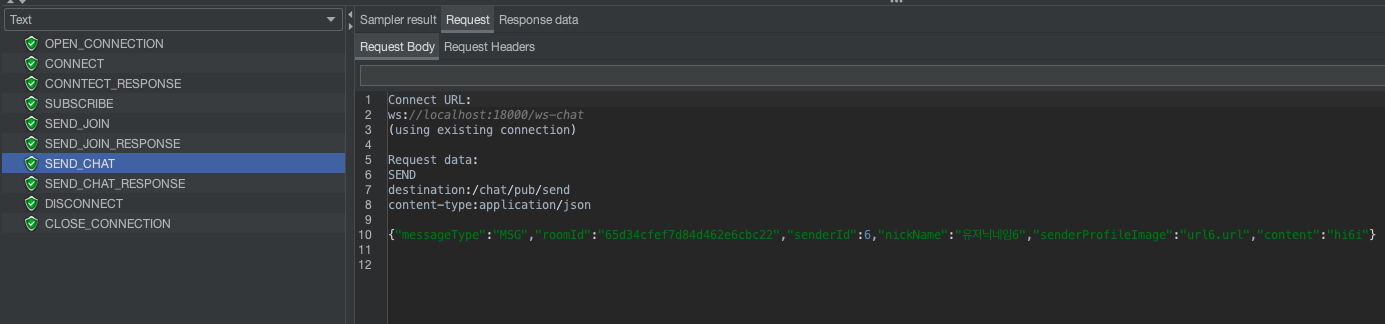 Text
OPEN_CONNECTION
CONNECT
CONNTECT_RESPONSE
SUBSCRIBE
SEND_JOIN
SEND_JOIN_RESPONSE
SEND_CHAT
SEND_CHAT_RESPONSE
DISCONNECT
CLOSE_CONNECTION
Sampler result Request Response data
Request Body Request Headers
1 Connect URL:
2 ws://localhost:18000/ws-chat
3 (using existing connection)
4
5 Request data:
6 SEND
7 destination:/chat/pub/send
8 content-type:application/json
9
10 {"messageType":"MSG","roomId":"65d34cfef7d84d462e6cbc22","senderId":6,"nickName":"유저닉네임6","senderProfileImage":"url6.url","content":"hi6i"}
11
12